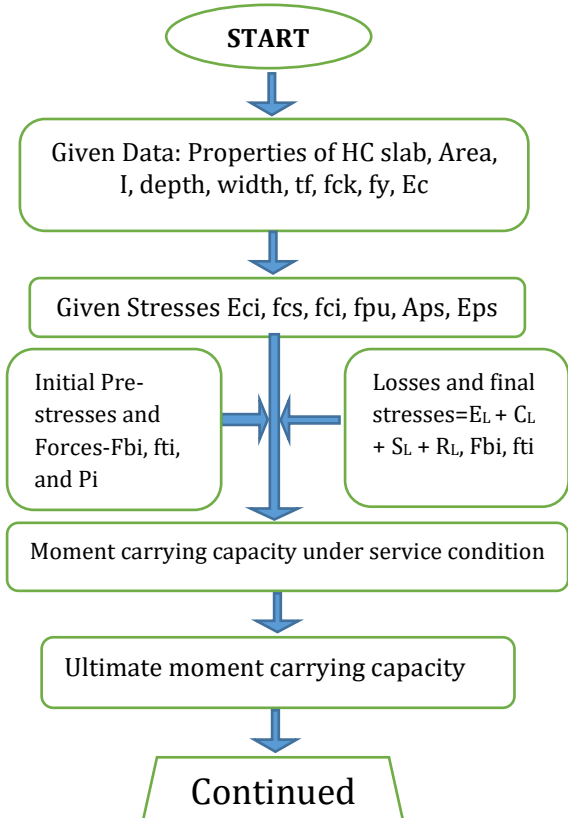 START
Given Data: Properties of HC slab, Area,
I, depth, width, tf, fck, fy, Ec
Given Stresses Eci, fcs, fci, fpu, Aps, Eps
Initial Pre-
stresses and
Forces-Fbi, fti,
and Pi
Losses and final
stresses=EL + CL
+ SL + RL, Fbi, fti
Moment carrying capacity under service condition
Ultimate moment carrying capacity
Continued